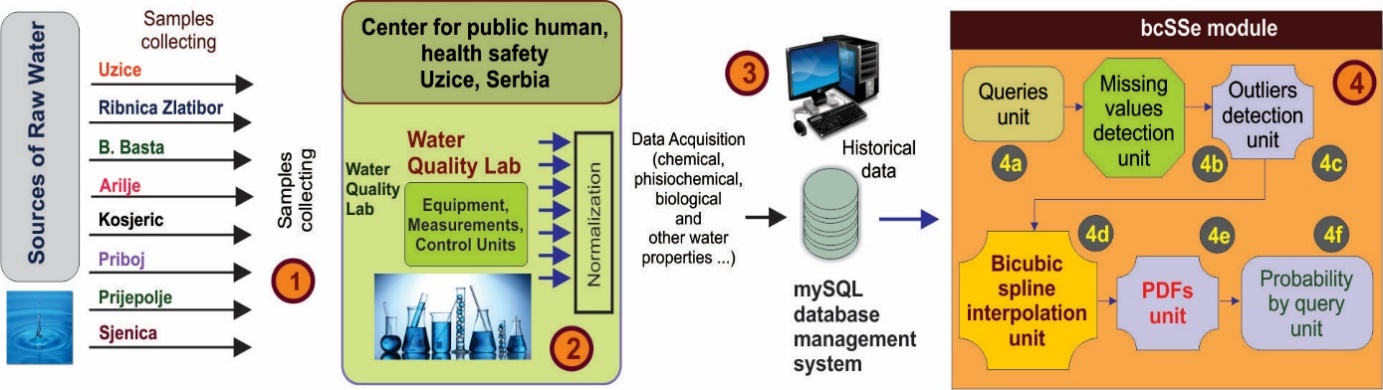 Sources of Raw Water
Samples
collecting
Uzice
Ribnica Zlatibor
B. Basta
Arilje
Kosjeric
Priboj
Prijepolje
Sjenica
Samples
collecting
1
Center for public human,
health safety
Uzice, Serbia
Water
Quality Lab
Water
Quality
Lab
Equipment,
Measurements,
Control Units
Normalization
2
Data Acquisition
(chemical,
phisiochemical,
biological
and
other water
properties ...)
3
Historical
data
mySQL
database
management
system
bcSSe module
4
Queries
unit
4a
Missing
values
detection
unit
4b
Outliers
detection
unit
4c
Bicubic
spline
interpolation
unit
4d
PDFs
unit
4e
Probability
by query
unit
4f